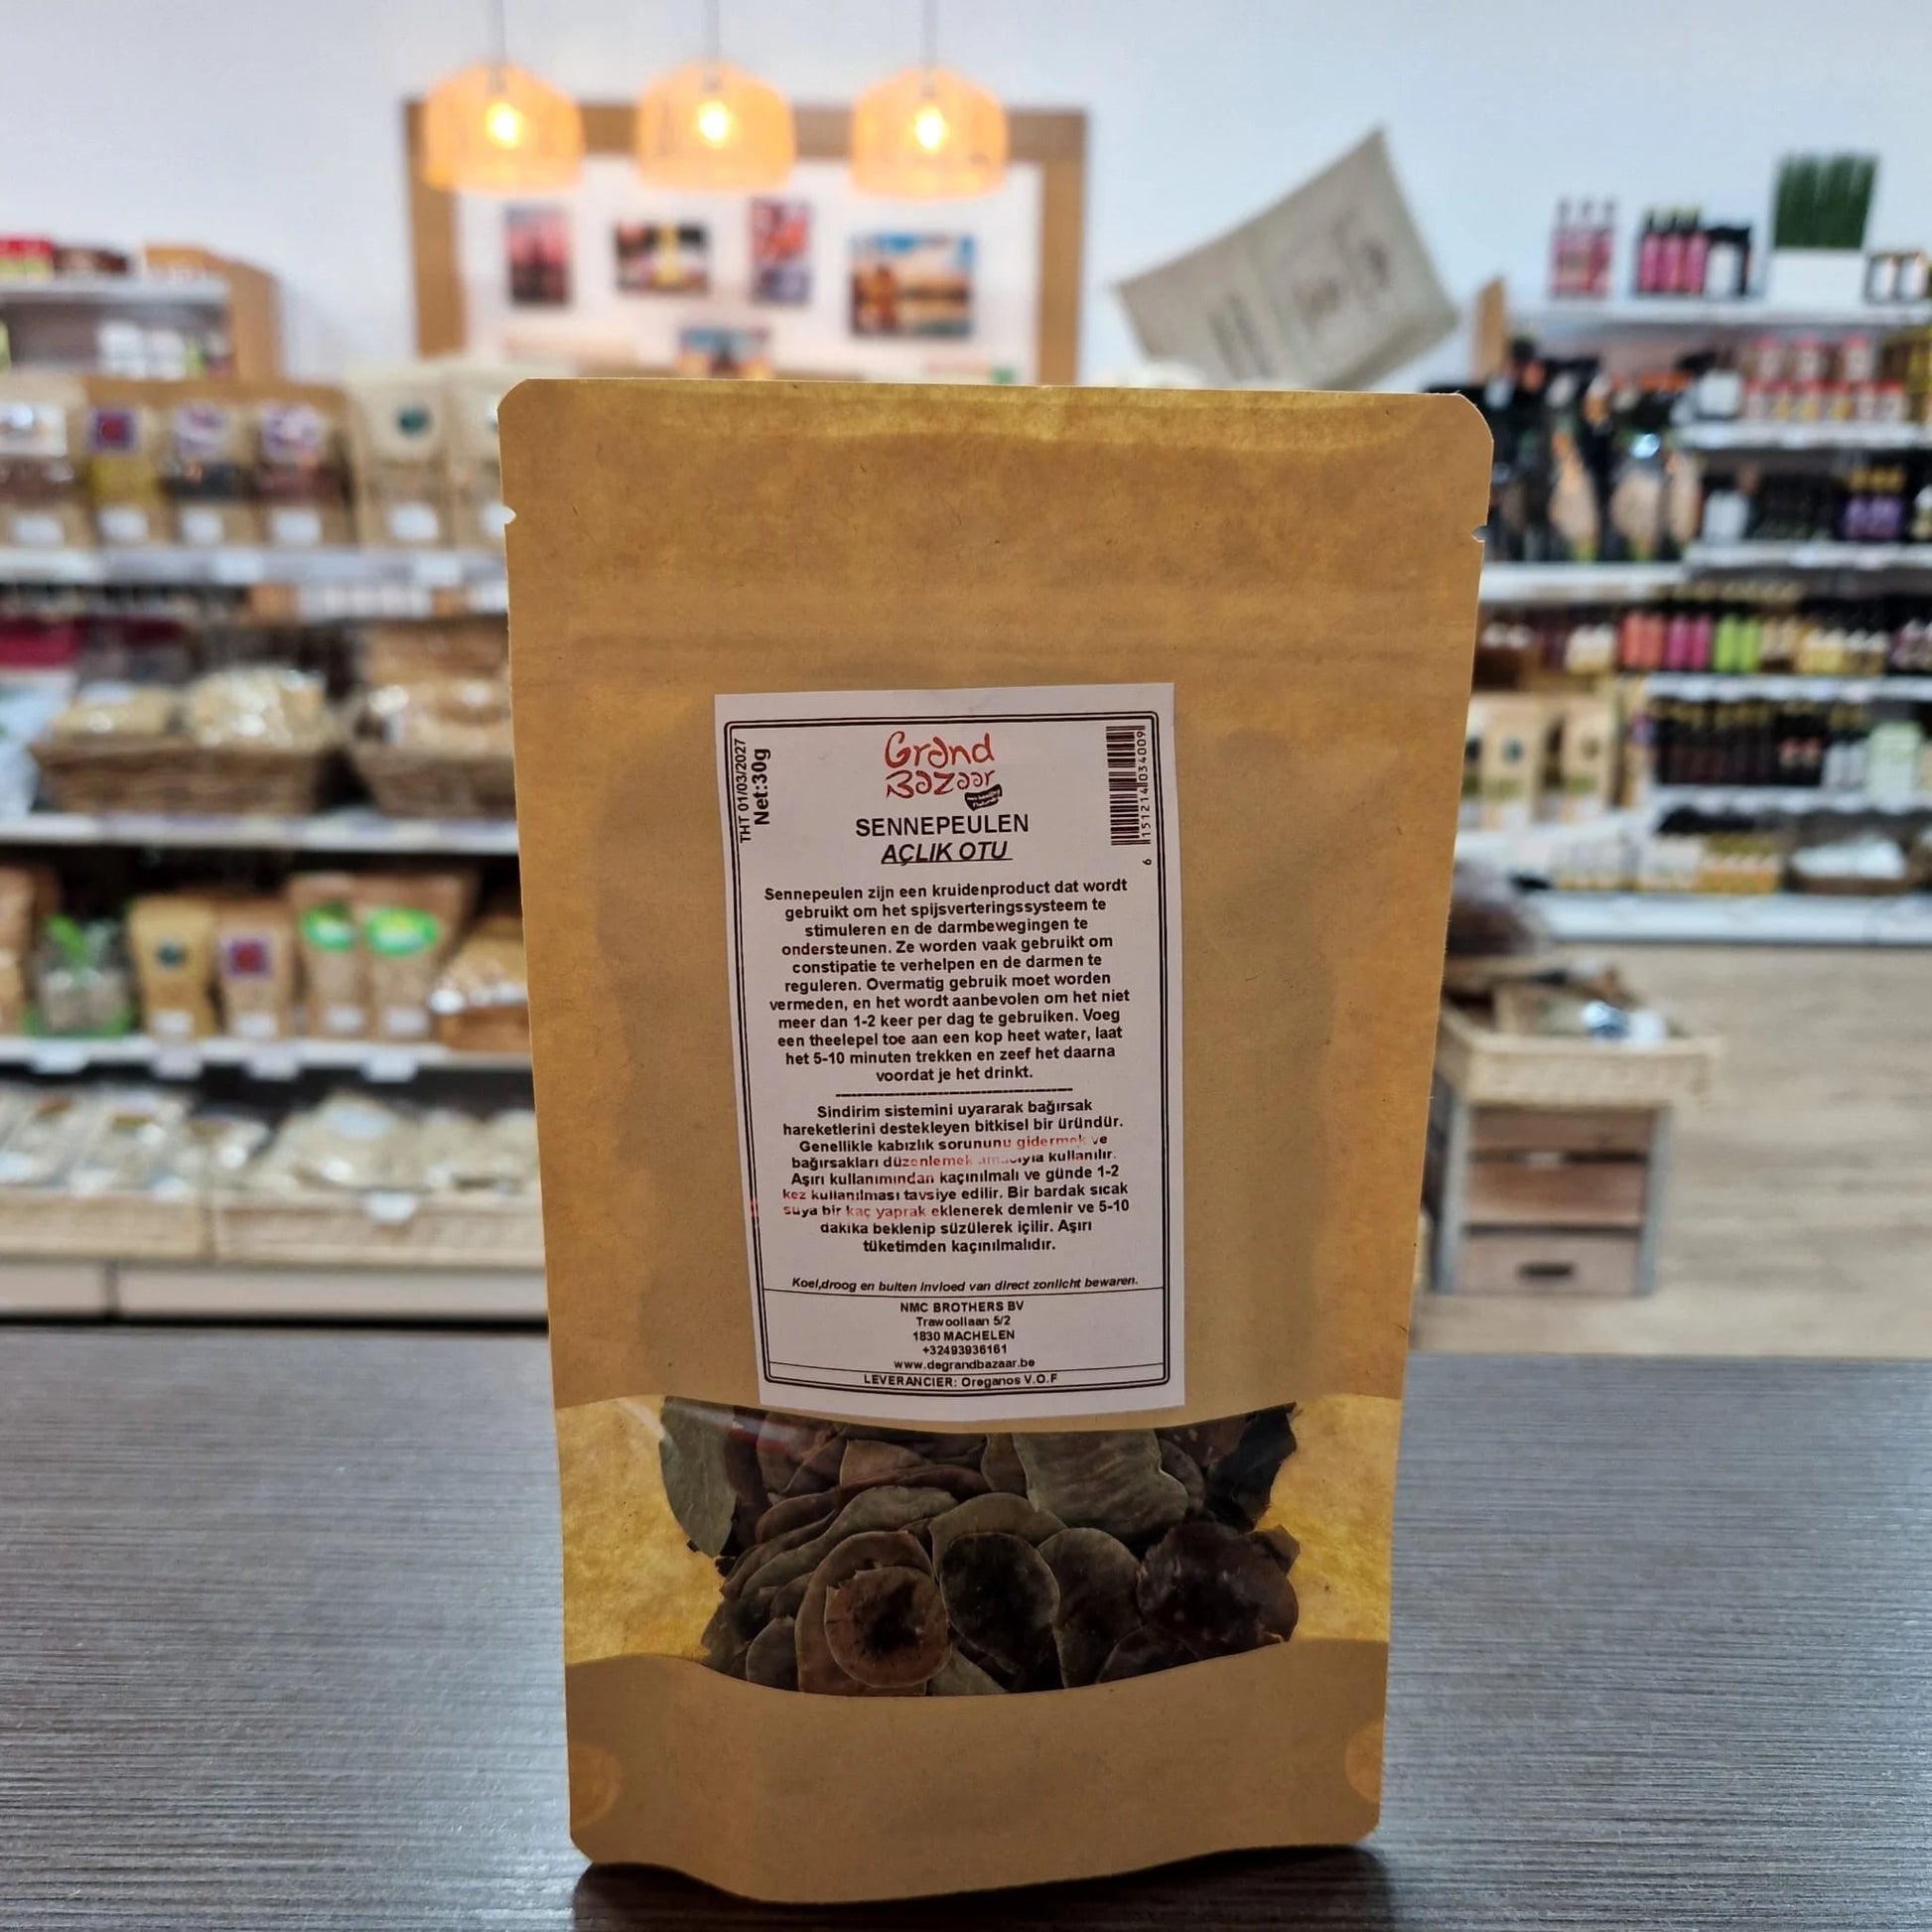 THT 01/03/2027
Net:30g
Grand
Bazaar
6 151214 034009
SENNEPEULEN
AÇLIK OTU
Sennepeulen zijn een kruidenproduct dat wordt
gebruikt om het spijsverteringssysteem te
stimuleren en de darmbewegingen te
ondersteunen. Ze worden vaak gebruikt om
constipatie te verhelpen en de darmen te
reguleren. Overmatig gebruik moet worden
vermeden, en het wordt aanbevolen om het niet
meer dan 1-2 keer per dag te gebruiken. Voeg
een theelepel toe aan een kop heet water, laat
het 5-10 minuten trekken en zeef het daarna
voordat je het drinkt.
Sindirim sistemini uyararak bağırsak
hareketlerini destekleyen bitkisel bir üründür.
Genellikle kabızlık sorununu gidermek ve
bağırsakları düzenlemek amacıyla kullanılır.
Aşırı kullanımından kaçınılmalı ve günde 1-2
kez kullanılması tavsiye edilir. Bir bardak sıcak
suya bir kaç yaprak eklenerek demlenir ve 5-10
dakika beklenip süzülerek içilir. Aşırı
tüketimden kaçınılmalıdır.
Koel,droog en buiten invloed van direct zonlicht bewaren.
NMC BROTHERS BV
Trawoollaan 5/2
1830 MACHELEN
+32493936161
www.degrandbazaar.be
LEVERANCIER: Oreganos V.O.F